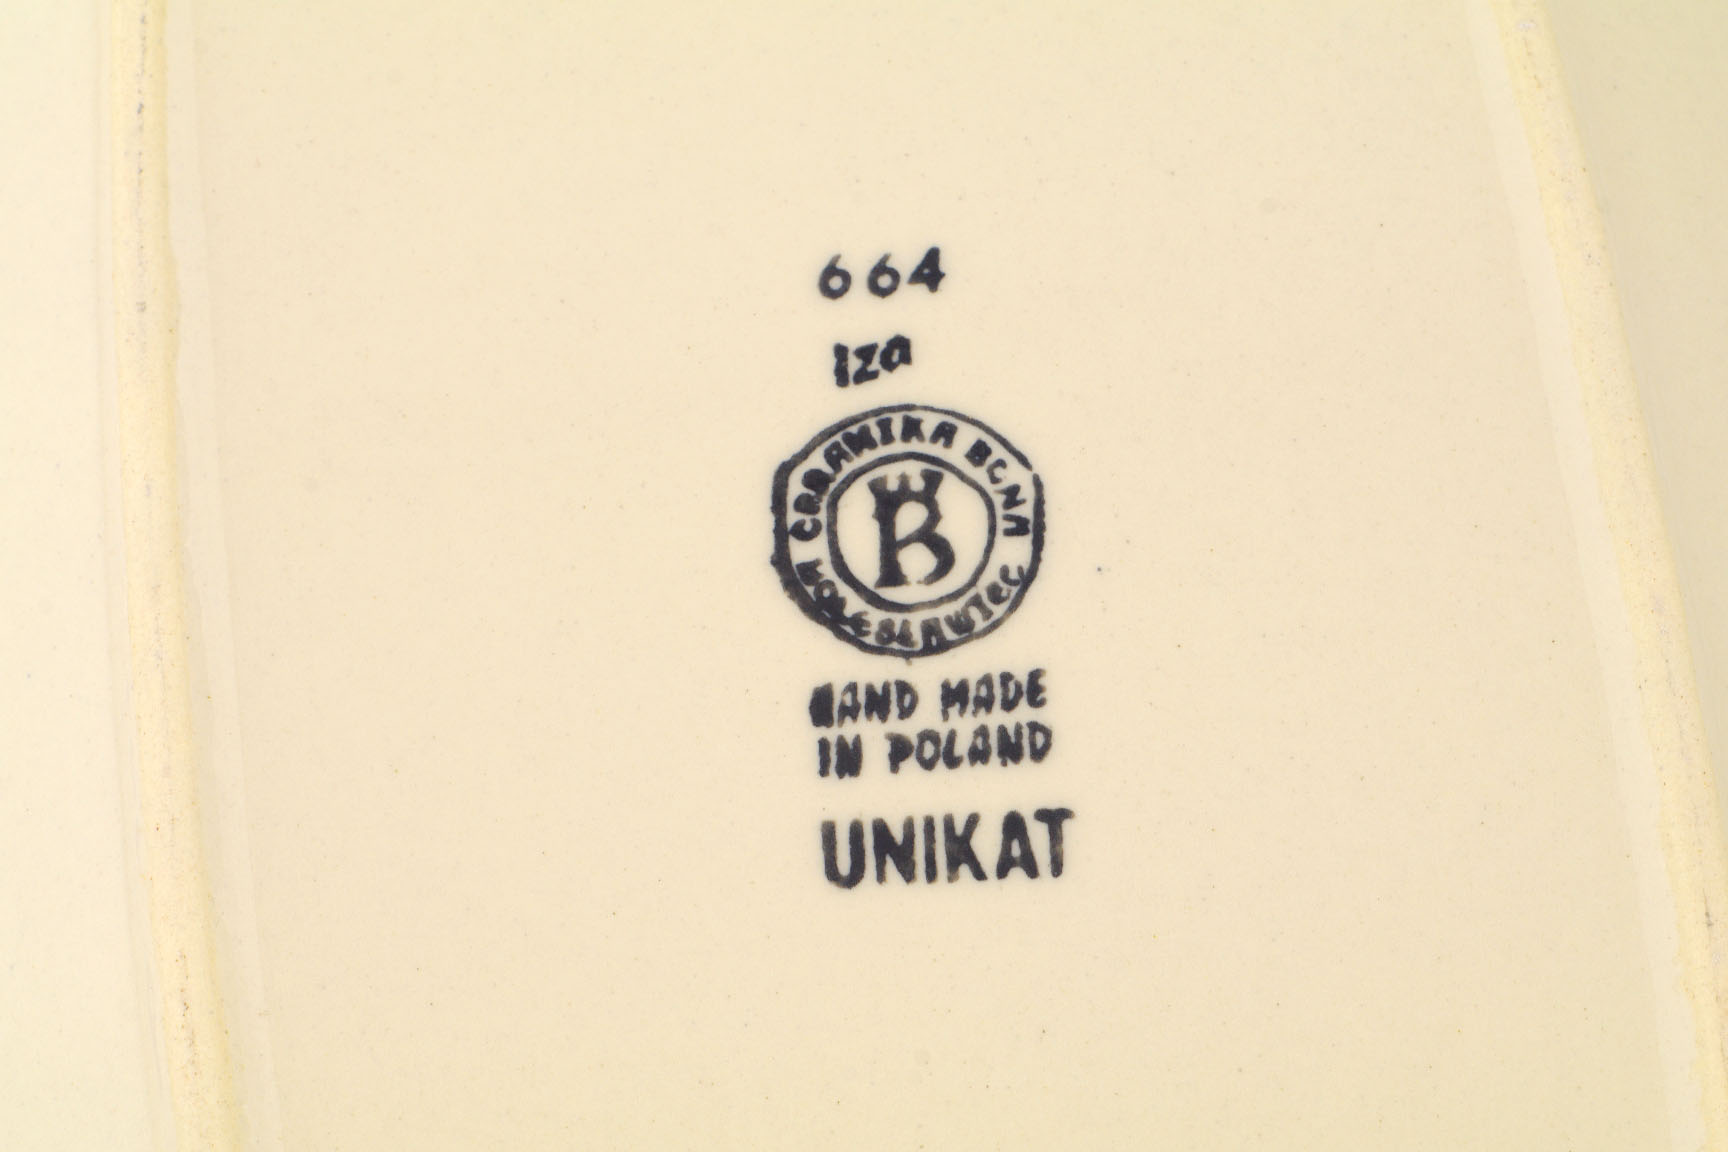 664
Iza
CERAMIKA BONA
BOLESŁAWIEC
B
HAND MADE
IN POLAND
UNIKAT